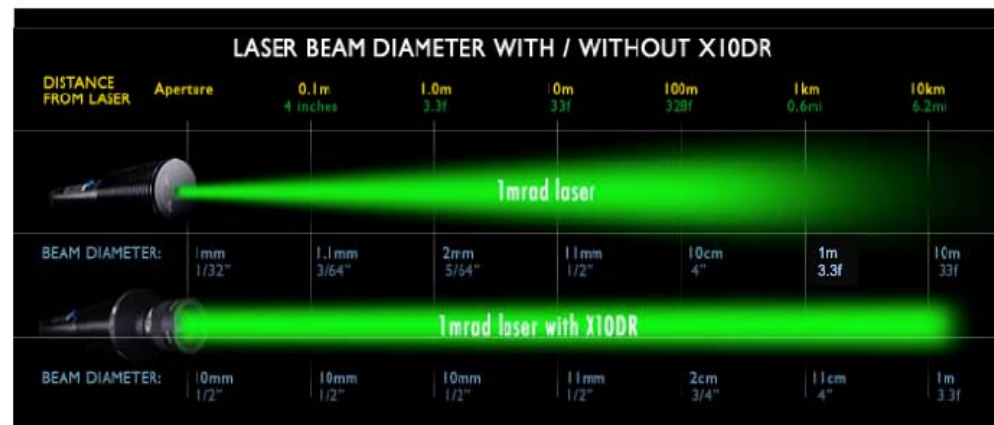 LASER BEAM DIAMETER WITH / WITHOUT X10DR
DISTANCE FROM LASER
Aperture 0.1m 1.0m 10m 100m 1km 10km
4 inches 3.3f 33f 328f 0.6mi 6.2mi
1mrad laser
BEAM DIAMETER: 1mm 1.1mm 2mm 11mm 10cm 1m 10m
1/32" 3/64" 5/64" 1/2" 4" 3.3f 33f
1mrad laser with X10DR
BEAM DIAMETER: 10mm 10mm 10mm 11mm 2cm 11cm 1m
1/2" 1/2" 1/2" 1/2" 3/4" 4" 3.3f